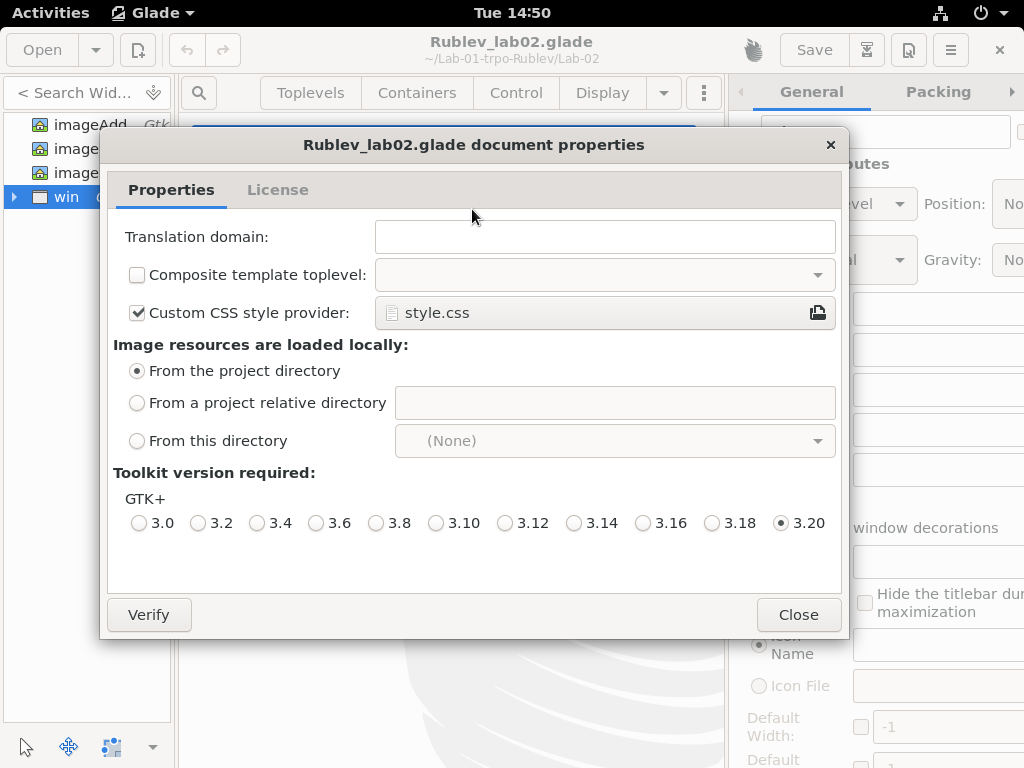 Activities
Glade
Tue 14:50
Open
Rublev_lab02.glade
~/Lab-01-trpo-Rublev/Lab-02
Save
< Search Wid...
Toplevels
Containers
Control
Display
General
Packing
imageAdd
Gtk
image
image
win
Rublev_lab02.glade document properties
Properties
License
Translation domain:
Composite template toplevel:
Custom CSS style provider:
style.css
Image resources are loaded locally:
From the project directory
From a project relative directory
From this directory
(None)
Toolkit version required:
GTK+
3.0 3.2 3.4 3.6 3.8 3.10 3.12 3.14 3.16 3.18 3.20
Verify
Close
Position:
No
Gravity:
No
window decorations
Hide the titlebar dur
maximization
Icon
Name
Icon File
Default
Width:
-1
Default